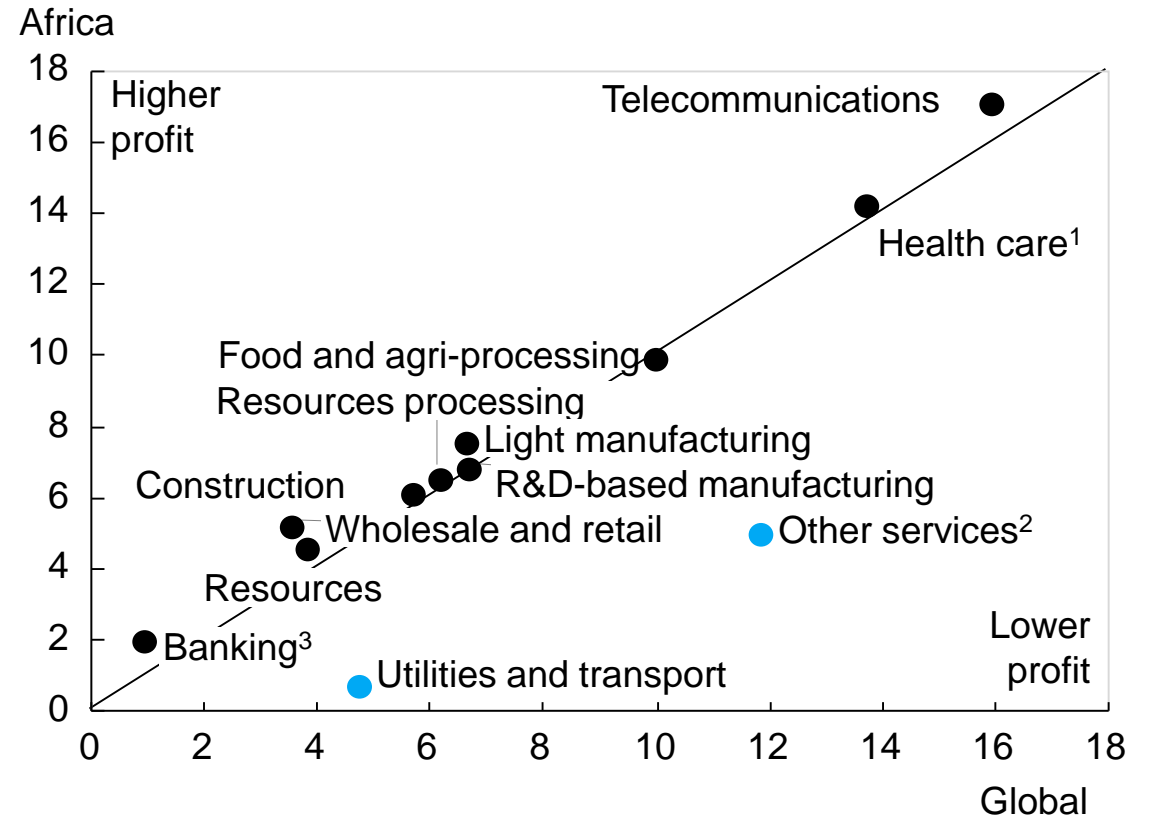 Africa
18
Higher
profit
Telecommunications
16
14
Health care¹
12
10
Food and agri-processing
Resources processing
8
Light manufacturing
Construction
R&D-based manufacturing
6
Wholesale and retail
Other services²
4
Resources
2
Banking³
Lower
profit
Utilities and transport
0
0 2 4 6 8 10 12 14 16 18
Global